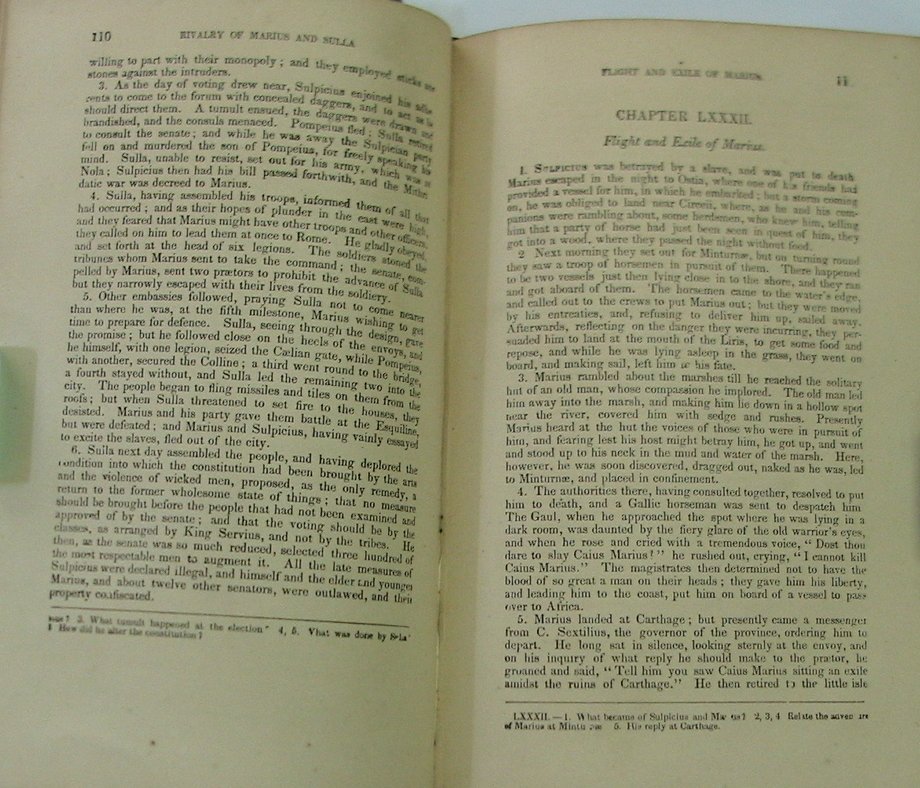 110
RIVALRY OF MARIUS AND SULLA
willing to part with their monopoly; and they employed sticks
stones against the intruders.
3. As the day of voting drew near, Sulpicius enjoined his
to come to the forum with concealed daggers, and to act as
should direct them. A tumult ensued, the daggers were drawn and
brandished, and the consuls menaced. Pompeius fled; Sulla retired
to consult the senate; and while he was away the Sulpician party
fell on and murdered the son of Pompeius, for freely speaking his
mind. Sulla, unable to resist, set out for his army, which was at
Nola; Sulpicius then had his bill passed forthwith, and the Mithri-
datic war was decreed to Marius.
4. Sulla, having assembled his troops, informed them of all that
had occurred; and as their hopes of plunder in the east were high,
and they feared that Marius might have other troops and other officers,
they called on him to lead them at once to Rome. He gladly obeyed,
and set forth at the head of six legions. The soldiers stoned the
tribunes whom Marius sent to take the command; the senate, com-
pelled by Marius, sent two prætors to prohibit the advance of Sulla
but they narrowly escaped with their lives from the soldiery.
5. Other embassies followed, praying Sulla not to come nearer
than where he was, at the fifth milestone, Marius wishing to get
time to prepare for defence. Sulla, seeing through the design, gave
the promise; but he followed close on the heels of the envoys, and
he himself, with one legion, seized the Cælian gate, while Pompeius,
with another, secured the Colline; a third went round to the bridge,
a fourth stayed without, and Sulla led the remaining two into the
city. The people began to fling missiles and tiles on them from the
roofs; but when Sulla threatened to set fire to the houses, they
desisted. Marius and his party gave them battle at the Esquiline,
but were defeated; and Marius and Sulpicius, having vainly essayed
to excite the slaves, fled out of the city.
6. Sulla next day assembled the people, and having deplored the
condition into which the constitution had been brought by the arts
and the violence of wicked men, proposed, as the only remedy, a
return to the former wholesome state of things; that no measure
should be brought before the people that had not been examined and
approved of by the senate; and that the voting should be by the
classes, as arranged by King Servius, and not by the tribes. He
then, as the senate was so much reduced, selected three hundred of
the most respectable men to augment it. All the late measures of
Sulpicius were declared illegal, and himself and the elder and younger
Marius, and about twelve other senators, were outlawed, and their
property confiscated.
3. What tumult happened at the election? 4, 5. What was done by Sulla?
How did he alter the constitution?
FLIGHT AND EXILE OF MARIUS
11
CHAPTER LXXXII.
Flight and Exile of Marius.
1. SULPICIUS was betrayed by a slave, and was put to death
Marius escaped in the night to Ostia, where one of his friends had
provided a vessel for him, in which he embarked; but a storm coming
on, he was obliged to land near Circeii, where, as he and his com-
panions were rambling about, some herdsmen, who knew him, telling
him that a party of horse had just been seen in quest of him, they
got into a wood, where they passed the night without food.
2 Next morning they set out for Minturnæ, but on turning round
they saw a troop of horsemen in pursuit of them. There happened
to be two vessels just then lying close in to the shore, and they ran
and got aboard of them. The horsemen came to the water's edge,
and called out to the crews to put Marius out; but they were moved
by his entreaties, and, refusing to deliver him up, sailed away.
Afterwards, reflecting on the danger they were incurring, they per-
suaded him to land at the mouth of the Liris, to get some food and
repose, and while he was lying asleep in the grass, they went on
board, and making sail, left him to his fate.
3. Marius rambled about the marshes till he reached the solitary
hut of an old man, whose compassion he implored. The old man led
him away into the marsh, and making him lie down in a hollow spot
near the river, covered him with sedge and rushes. Presently
Marius heard at the hut the voices of those who were in pursuit of
him, and fearing lest his host might betray him, he got up, and went
and stood up to his neck in the mud and water of the marsh. Here,
however, he was soon discovered, dragged out, naked as he was, led
to Minturnæ, and placed in confinement.
4. The authorities there, having consulted together, resolved to put
him to death, and a Gallic horseman was sent to despatch him
The Gaul, when he approached the spot where he was lying in a
dark room, was daunted by the fiery glare of the old warrior's eyes,
and when he rose and cried with a tremendous voice, "Dost thou
dare to slay Caius Marius?" he rushed out, crying, "I cannot kill
Caius Marius." The magistrates then determined not to have the
blood of so great a man on their heads; they gave him his liberty,
and leading him to the coast, put him on board of a vessel to pass
over to Africa.
5. Marius landed at Carthage; but presently came a messenger
from C. Sextilius, the governor of the province, ordering him to
depart. He long sat in silence, looking sternly at the envoy, and
on his inquiry of what reply he should make to the prætor, he
groaned and said, "Tell him you saw Caius Marius sitting an exile
amidst the ruins of Carthage." He then retired to the little isle
LXXXII.—1. What became of Sulpicius and Marius? 2, 3, 4 Relate the adventures
of Marius at Minturnæ 5. His reply at Carthage.